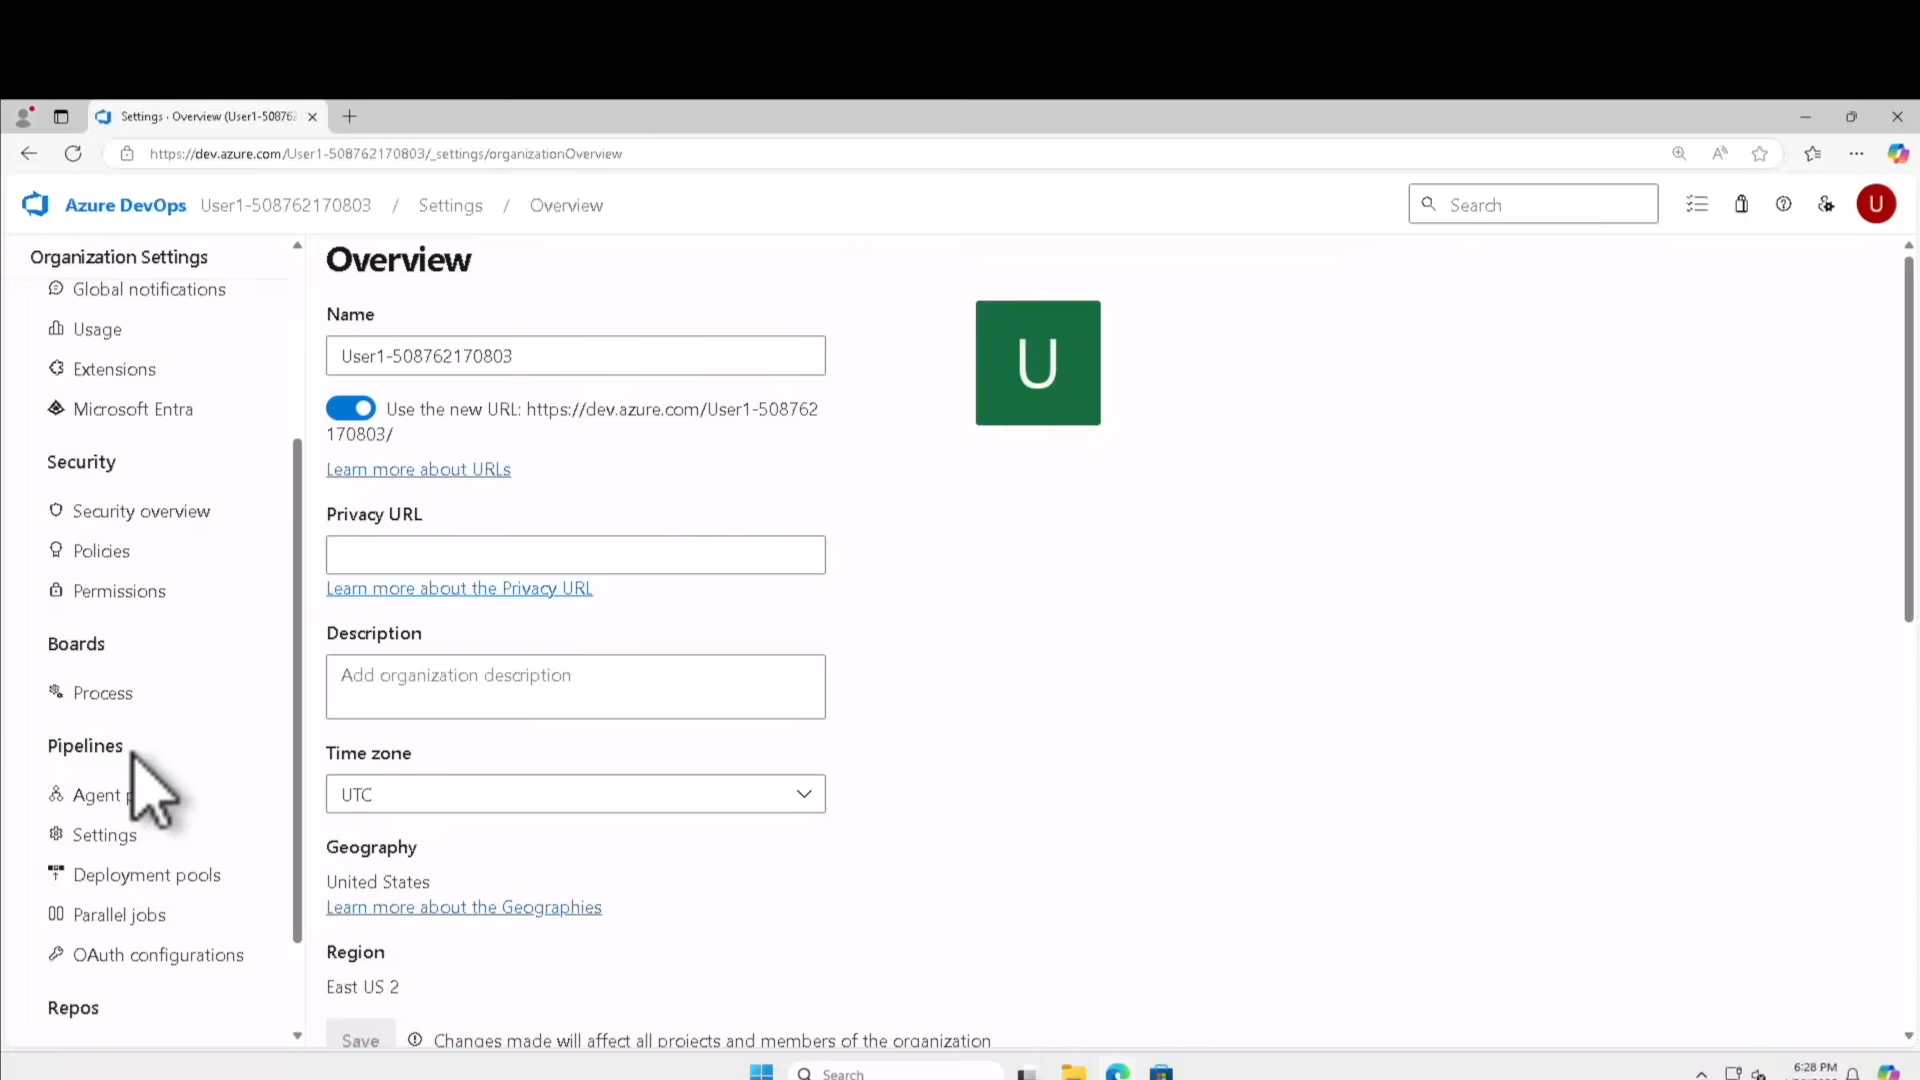 Settings · Overview (User1-50876
https://dev.azure.com/User1-508762170803/_settings/organizationOverview
Azure DevOps User1-508762170803 / Settings / Overview
Search
U
Organization Settings
Global notifications
Usage
Extensions
Microsoft Entra
Security
Security overview
Policies
Permissions
Boards
Process
Pipelines
Agent
Settings
Deployment pools
Parallel jobs
OAuth configurations
Repos
Overview
Name
User1-508762170803
Use the new URL: https://dev.azure.com/User1-508762
170803/
Learn more about URLs
Privacy URL
Learn more about the Privacy URL
Description
Add organization description
Time zone
UTC
Geography
United States
Learn more about the Geographies
Region
East US 2
Save
Changes made will affect all projects and members of the organization
U
Search
6:28 PM